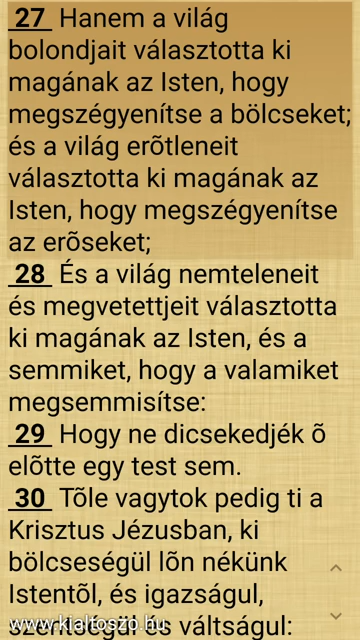 27 Hanem a világ
bolondjait választotta ki
magának az Isten, hogy
megszégyenítse a bölcseket;
és a világ erõtleneit
választotta ki magának az
Isten, hogy megszégyenítse
az erõseket;
28 És a világ nemteleneit
és megvetettjeit választotta
ki magának az Isten, és a
semmiket, hogy a valamiket
megsemmisítse:
29 Hogy ne dicsekedjék õ
elõtte egy test sem.
30 Tõle vagytok pedig ti a
Krisztus Jézusban, ki
bölcseségül lõn nékünk
Istentõl, és igazságul,
szentségül és váltságul:
www.kialtoszo.hu